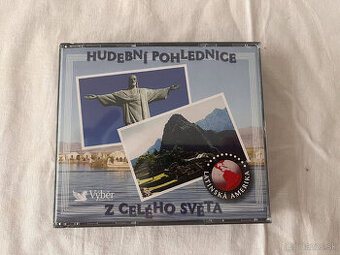 HUDEBNÍ POHLEDNICE
LATINSKÁ AMERIKA
Výběr
Z CELÉHO SVĚTA